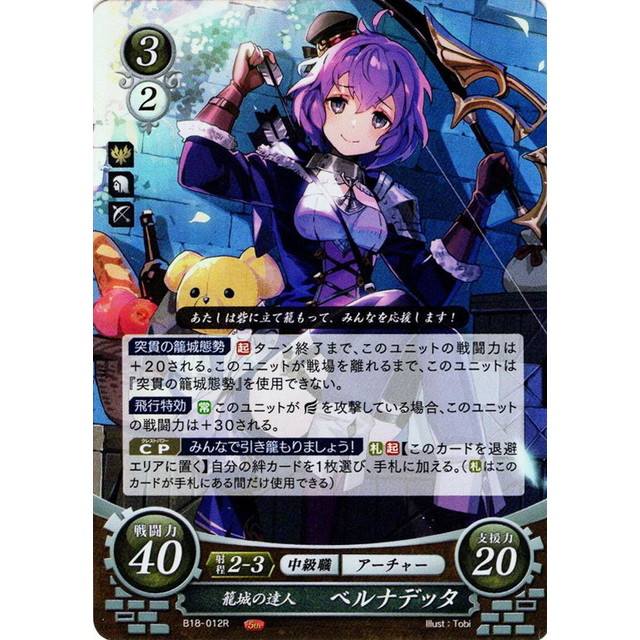 3
2
あたしは砦に立て籠もって、みんなを応援します!
突貫の籠城態勢 起 ターン終了まで、このユニットの戦闘力は
+20される。このユニットが戦場を離れるまで、このユニットは
『突貫の籠城態勢』を使用できない。
飛行特効 常 このユニットが を攻撃している場合、このユニット
の戦闘力は+30される。
クレストパワー
CP みんなで引き籠もりましょう! 札 起 【このカードを退避
エリアに置く】自分の絆カードを1枚選び、手札に加える。(札はこの
カードが手札にある間だけ使用できる)
戦闘力
40
射程 2-3 中級職 アーチャー
支援力
20
籠城の達人 ベルナデッタ
B18-012R 5th Illust:Tobi